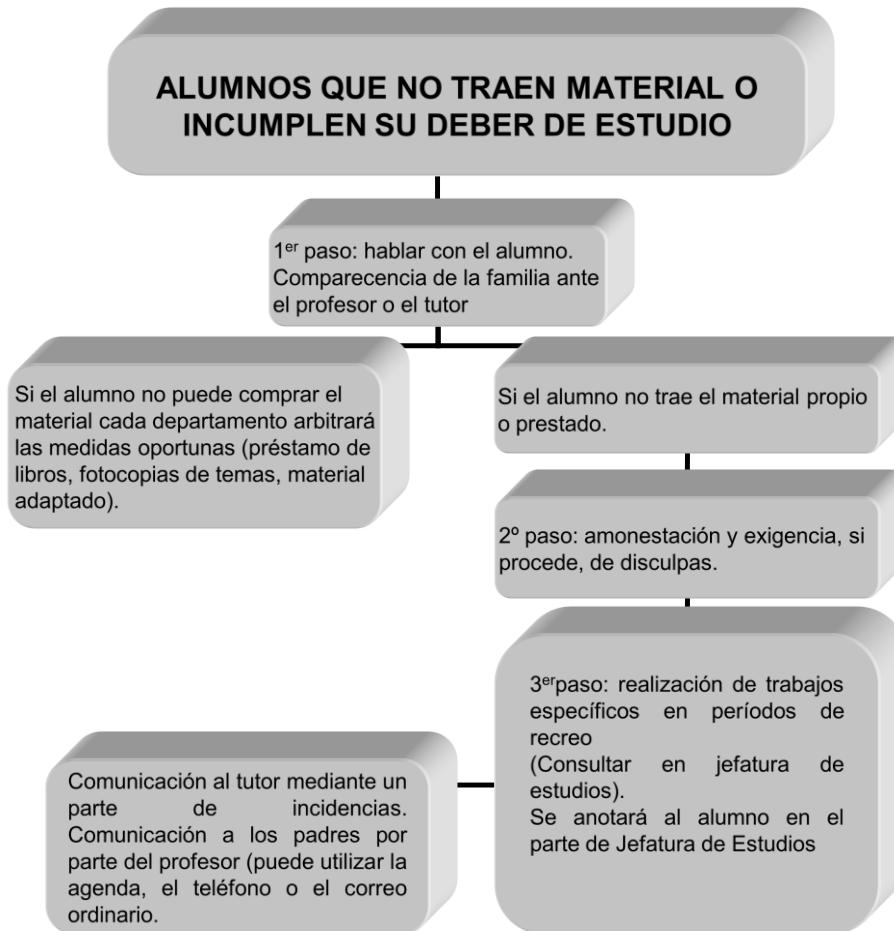 ALUMNOS QUE NO TRAEN MATERIAL O
INCUMPLEN SU DEBER DE ESTUDIO
1er paso: hablar con el alumno.
Comparecencia de la familia ante
el profesor o el tutor
Si el alumno no puede comprar el
material cada departamento arbitrará
las medidas oportunas (préstamo de
libros, fotocopias de temas, material
adaptado).
Si el alumno no trae el material propio
o prestado.
2º paso: amonestación y exigencia, si
procede, de disculpas.
3erpaso: realización de trabajos
específicos en períodos de
recreo
(Consultar en jefatura de
estudios).
Se anotará al alumno en el
parte de Jefatura de Estudios
Comunicación al tutor mediante un
parte de incidencias.
Comunicación a los padres por
parte del profesor (puede utilizar la
agenda, el teléfono o el correo
ordinario.